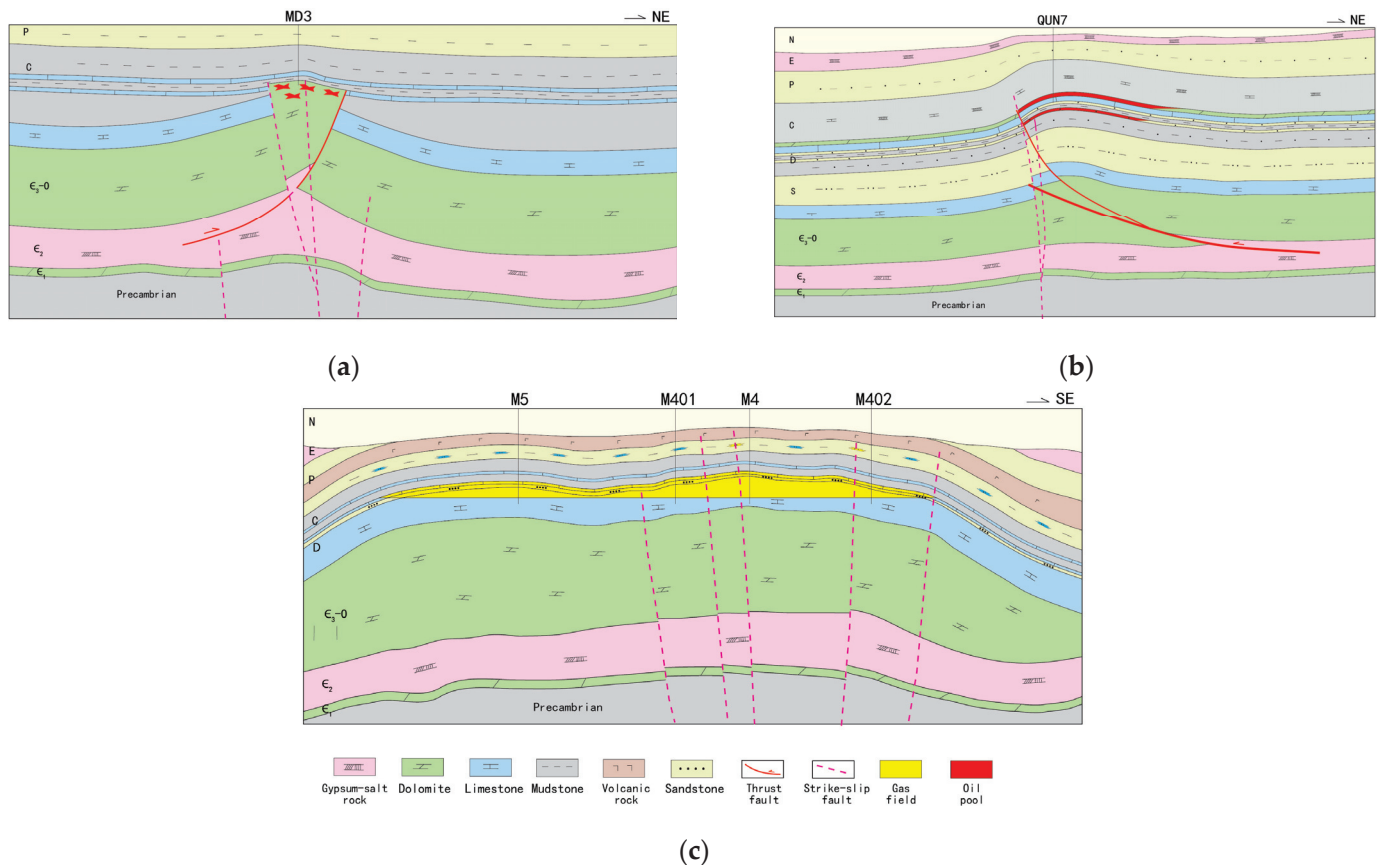 MD3
NE
P
C
Є₃-O
Є₂
Є₁
Precambrian
(a)
QUN7
NE
N
E
P
C
D
S
Є₃-O
Є₂
Є₁
Precambrian
(b)
M5 M401 M4 M402 SE
N
E
P
C
D
Є₃-O
Є₂
Є₁
Precambrian
Gypsum-salt rock
Dolomite
Limestone
Mudstone
Volcanic rock
Sandstone
Thrust fault
Strike-slip fault
Gas field
Oil pool
(c)